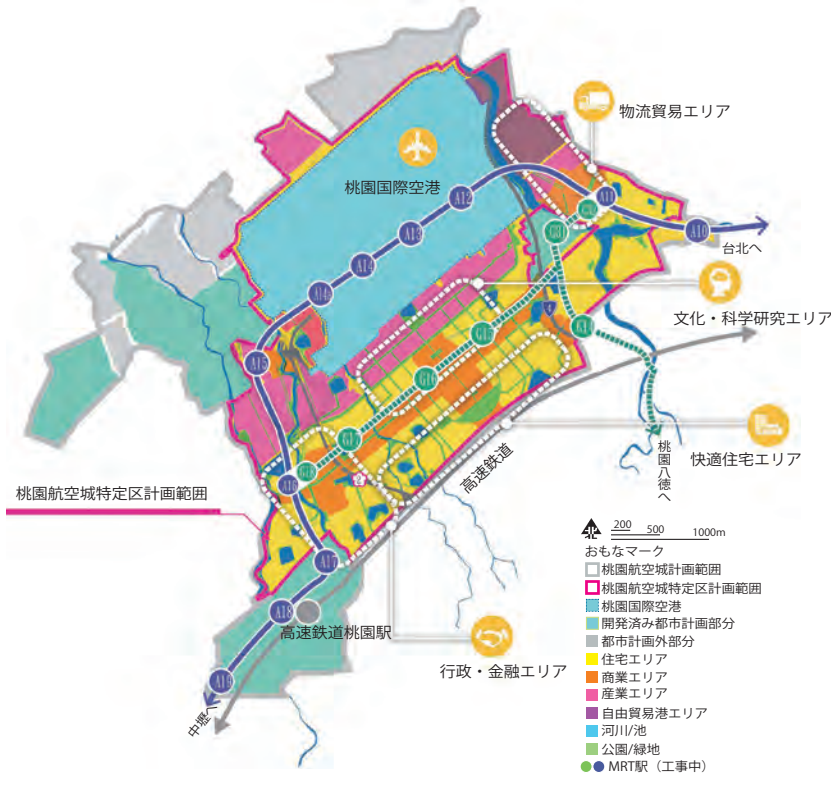 物流貿易エリア
桃園国際空港
A12
A11
G32
G31
A10
台北へ
A13
A14
A14a
文化・科学研究エリア
4
G15
A15
G16
快適住宅エリア
桃園八徳へ
G17
高速鉄道
2
A16
桃園航空城特定区計画範囲
A17
A18
高速鉄道桃園駅
行政・金融エリア
A19
中壢へ
北
200
500
1000m
おもなマーク
桃園航空城計画範囲
桃園航空城特定区計画範囲
桃園国際空港
開発済み都市計画部分
都市計画外部分
住宅エリア
商業エリア
産業エリア
自由貿易港エリア
河川/池
公園/緑地
MRT駅（工事中）